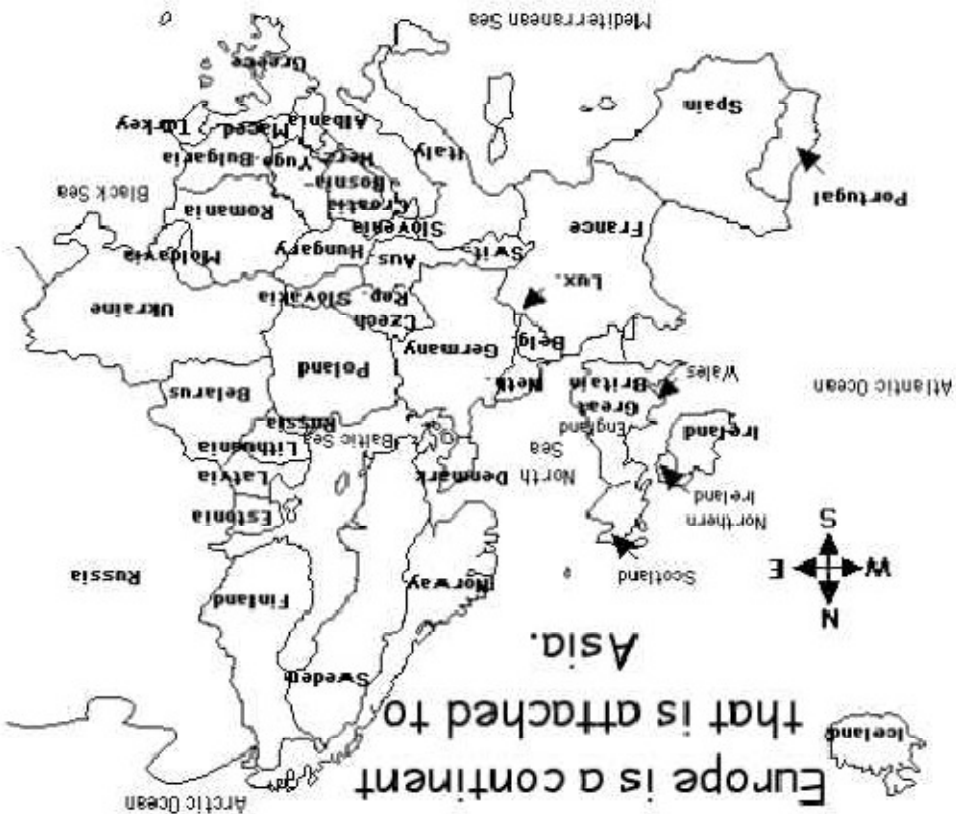 Arctic Ocean
Europe is a continent
that is attached to
Asia.
Iceland
Sweden
N
W
E
S
Norway
Finland
Russia
Scotland
Northern
Ireland
Estonia
Latvia
Denmark
North
Sea
Baltic Sea
Lithuania
Russia
Ireland
England
Great
Britain
Wales
Atlantic Ocean
Belarus
Neth.
Poland
Belg.
Germany
Czech
Rep.
Slovakia
Ukraine
Lux.
Swit.
Aus.
Hungary
Moldavia
France
Slovenia
Croatia
Romania
Bosnia-
Herz.
Black Sea
Portugal
Spain
Italy
Yugo.
Bulgaria
Albania
Maced
Turkey
Greece
Mediterranean Sea